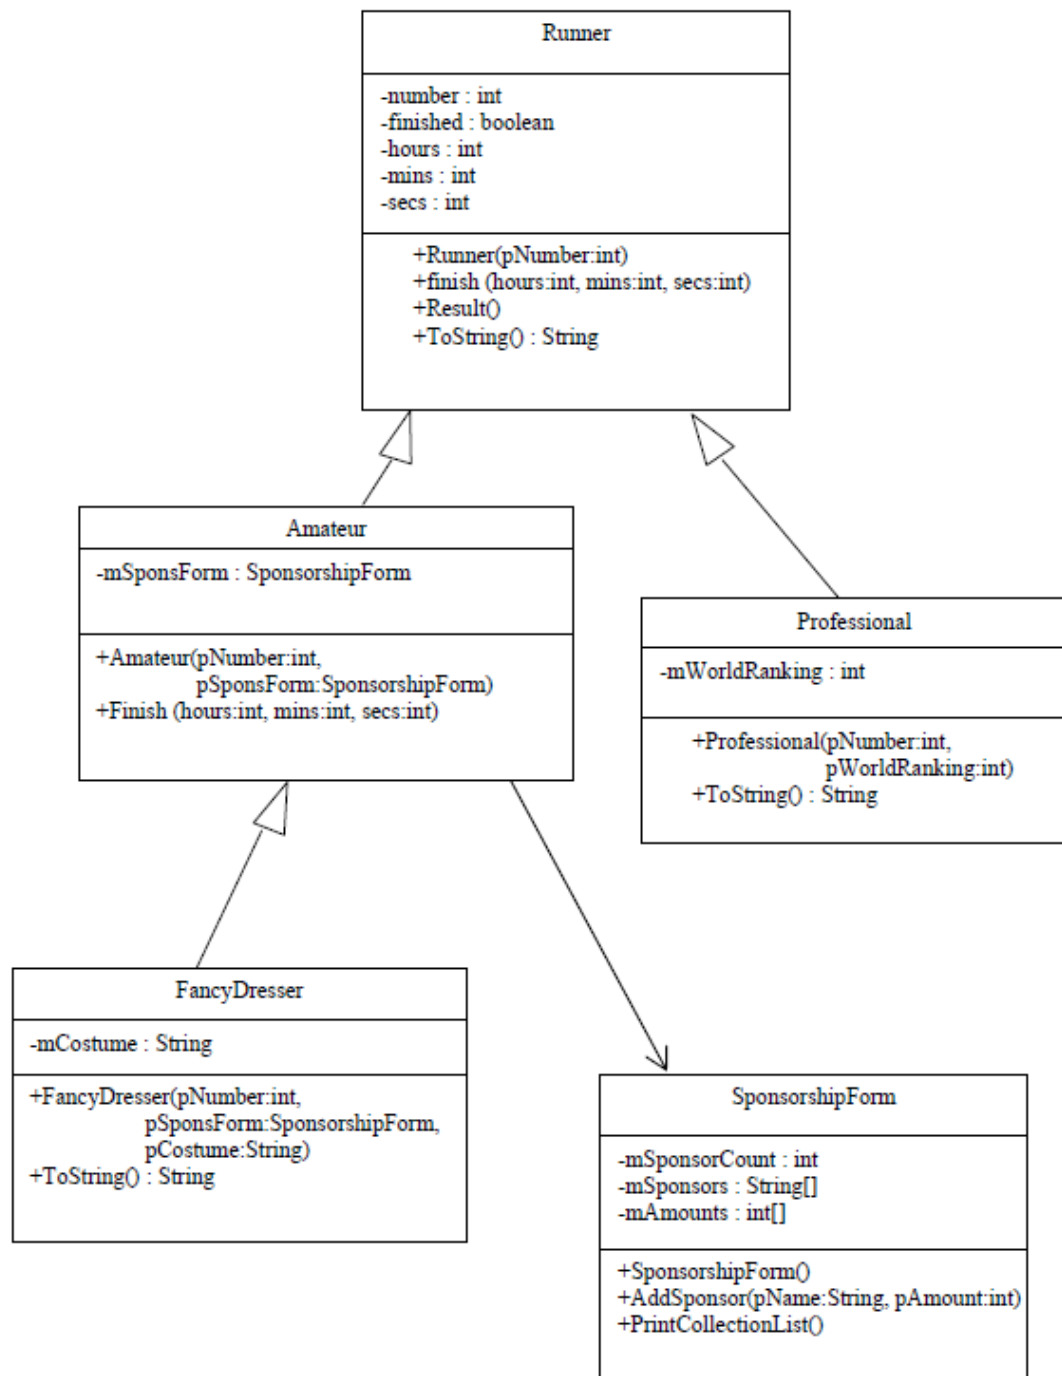 Runner
-number : int
-finished : boolean
-hours : int
-mins : int
-secs : int
+Runner(pNumber:int)
+finish (hours:int, mins:int, secs:int)
+Result()
+ToString() : String
Amateur
-mSponsForm : SponsorshipForm
+Amateur(pNumber:int,
pSponsForm:SponsorshipForm)
+Finish (hours:int, mins:int, secs:int)
Professional
-mWorldRanking : int
+Professional(pNumber:int,
pWorldRanking:int)
+ToString() : String
FancyDresser
-mCostume : String
+FancyDresser(pNumber:int,
pSponsForm:SponsorshipForm,
pCostume:String)
+ToString() : String
SponsorshipForm
-mSponsorCount : int
-mSponsors : String[]
-mAmounts : int[]
+SponsorshipForm()
+AddSponsor(pName:String, pAmount:int)
+PrintCollectionList()